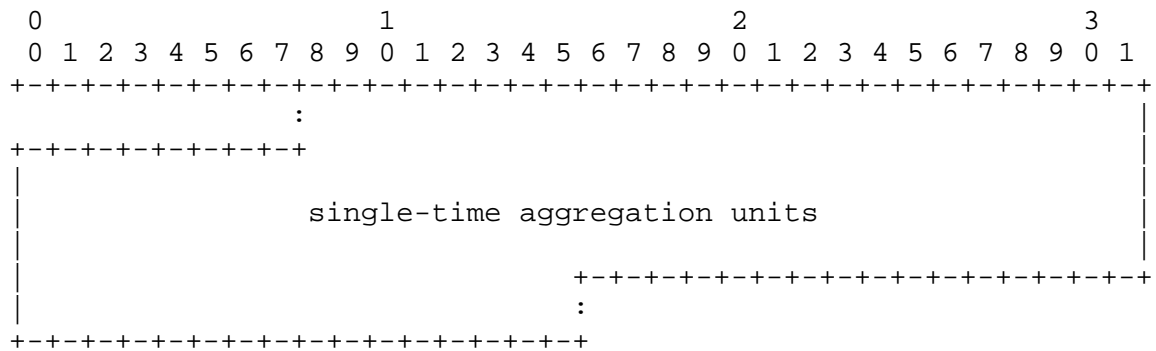 0                   1                   2                   3
 0 1 2 3 4 5 6 7 8 9 0 1 2 3 4 5 6 7 8 9 0 1 2 3 4 5 6 7 8 9 0 1
+-+-+-+-+-+-+-+-+-+-+-+-+-+-+-+-+-+-+-+-+-+-+-+-+-+-+-+-+-+-+-+-+
                :                                               |
+-+-+-+-+-+-+-+-+                                               |
|                                                               |
|                single-time aggregation units                  |
|                                                               |
|                               +-+-+-+-+-+-+-+-+-+-+-+-+-+-+-+-+
|                               :
+-+-+-+-+-+-+-+-+-+-+-+-+-+-+-+-+